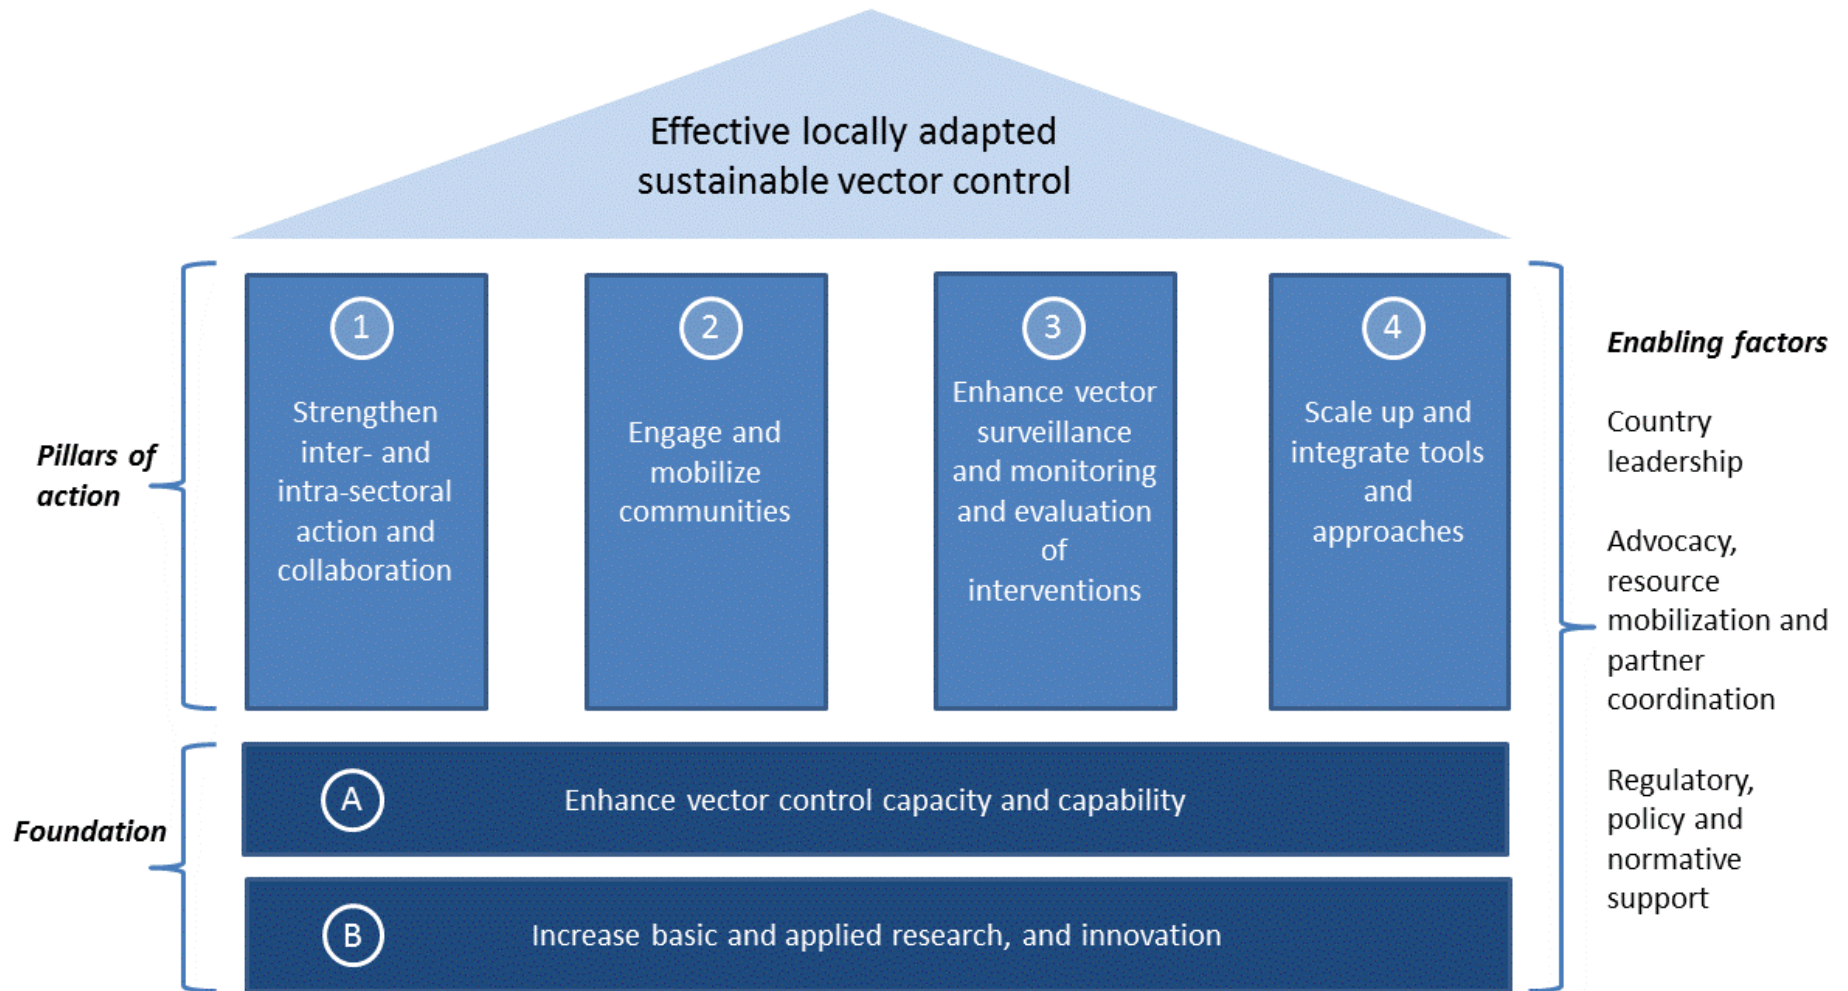 Effective locally adapted
sustainable vector control
Pillars of
action
1
Strengthen
inter- and
intra-sectoral
action and
collaboration
2
Engage and
mobilize
communities
3
Enhance vector
surveillance
and monitoring
and evaluation
of
interventions
4
Scale up and
integrate tools
and
approaches
Foundation
A
Enhance vector control capacity and capability
B
Increase basic and applied research, and innovation
Enabling factors
Country
leadership
Advocacy,
resource
mobilization and
partner
coordination
Regulatory,
policy and
normative
support